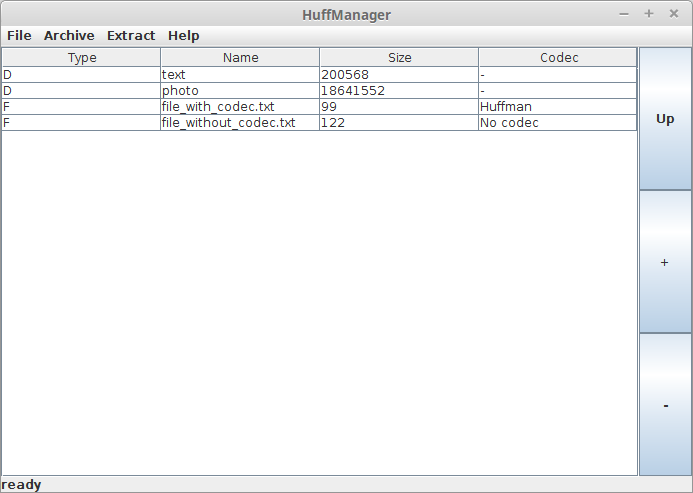 HuffManager
File Archive Extract Help
Type Name Size Codec
D text 200568 -
D photo 18641552 -
F file_with_codec.txt 99 Huffman
F file_without_codec.txt 122 No codec
Up
+
-
ready